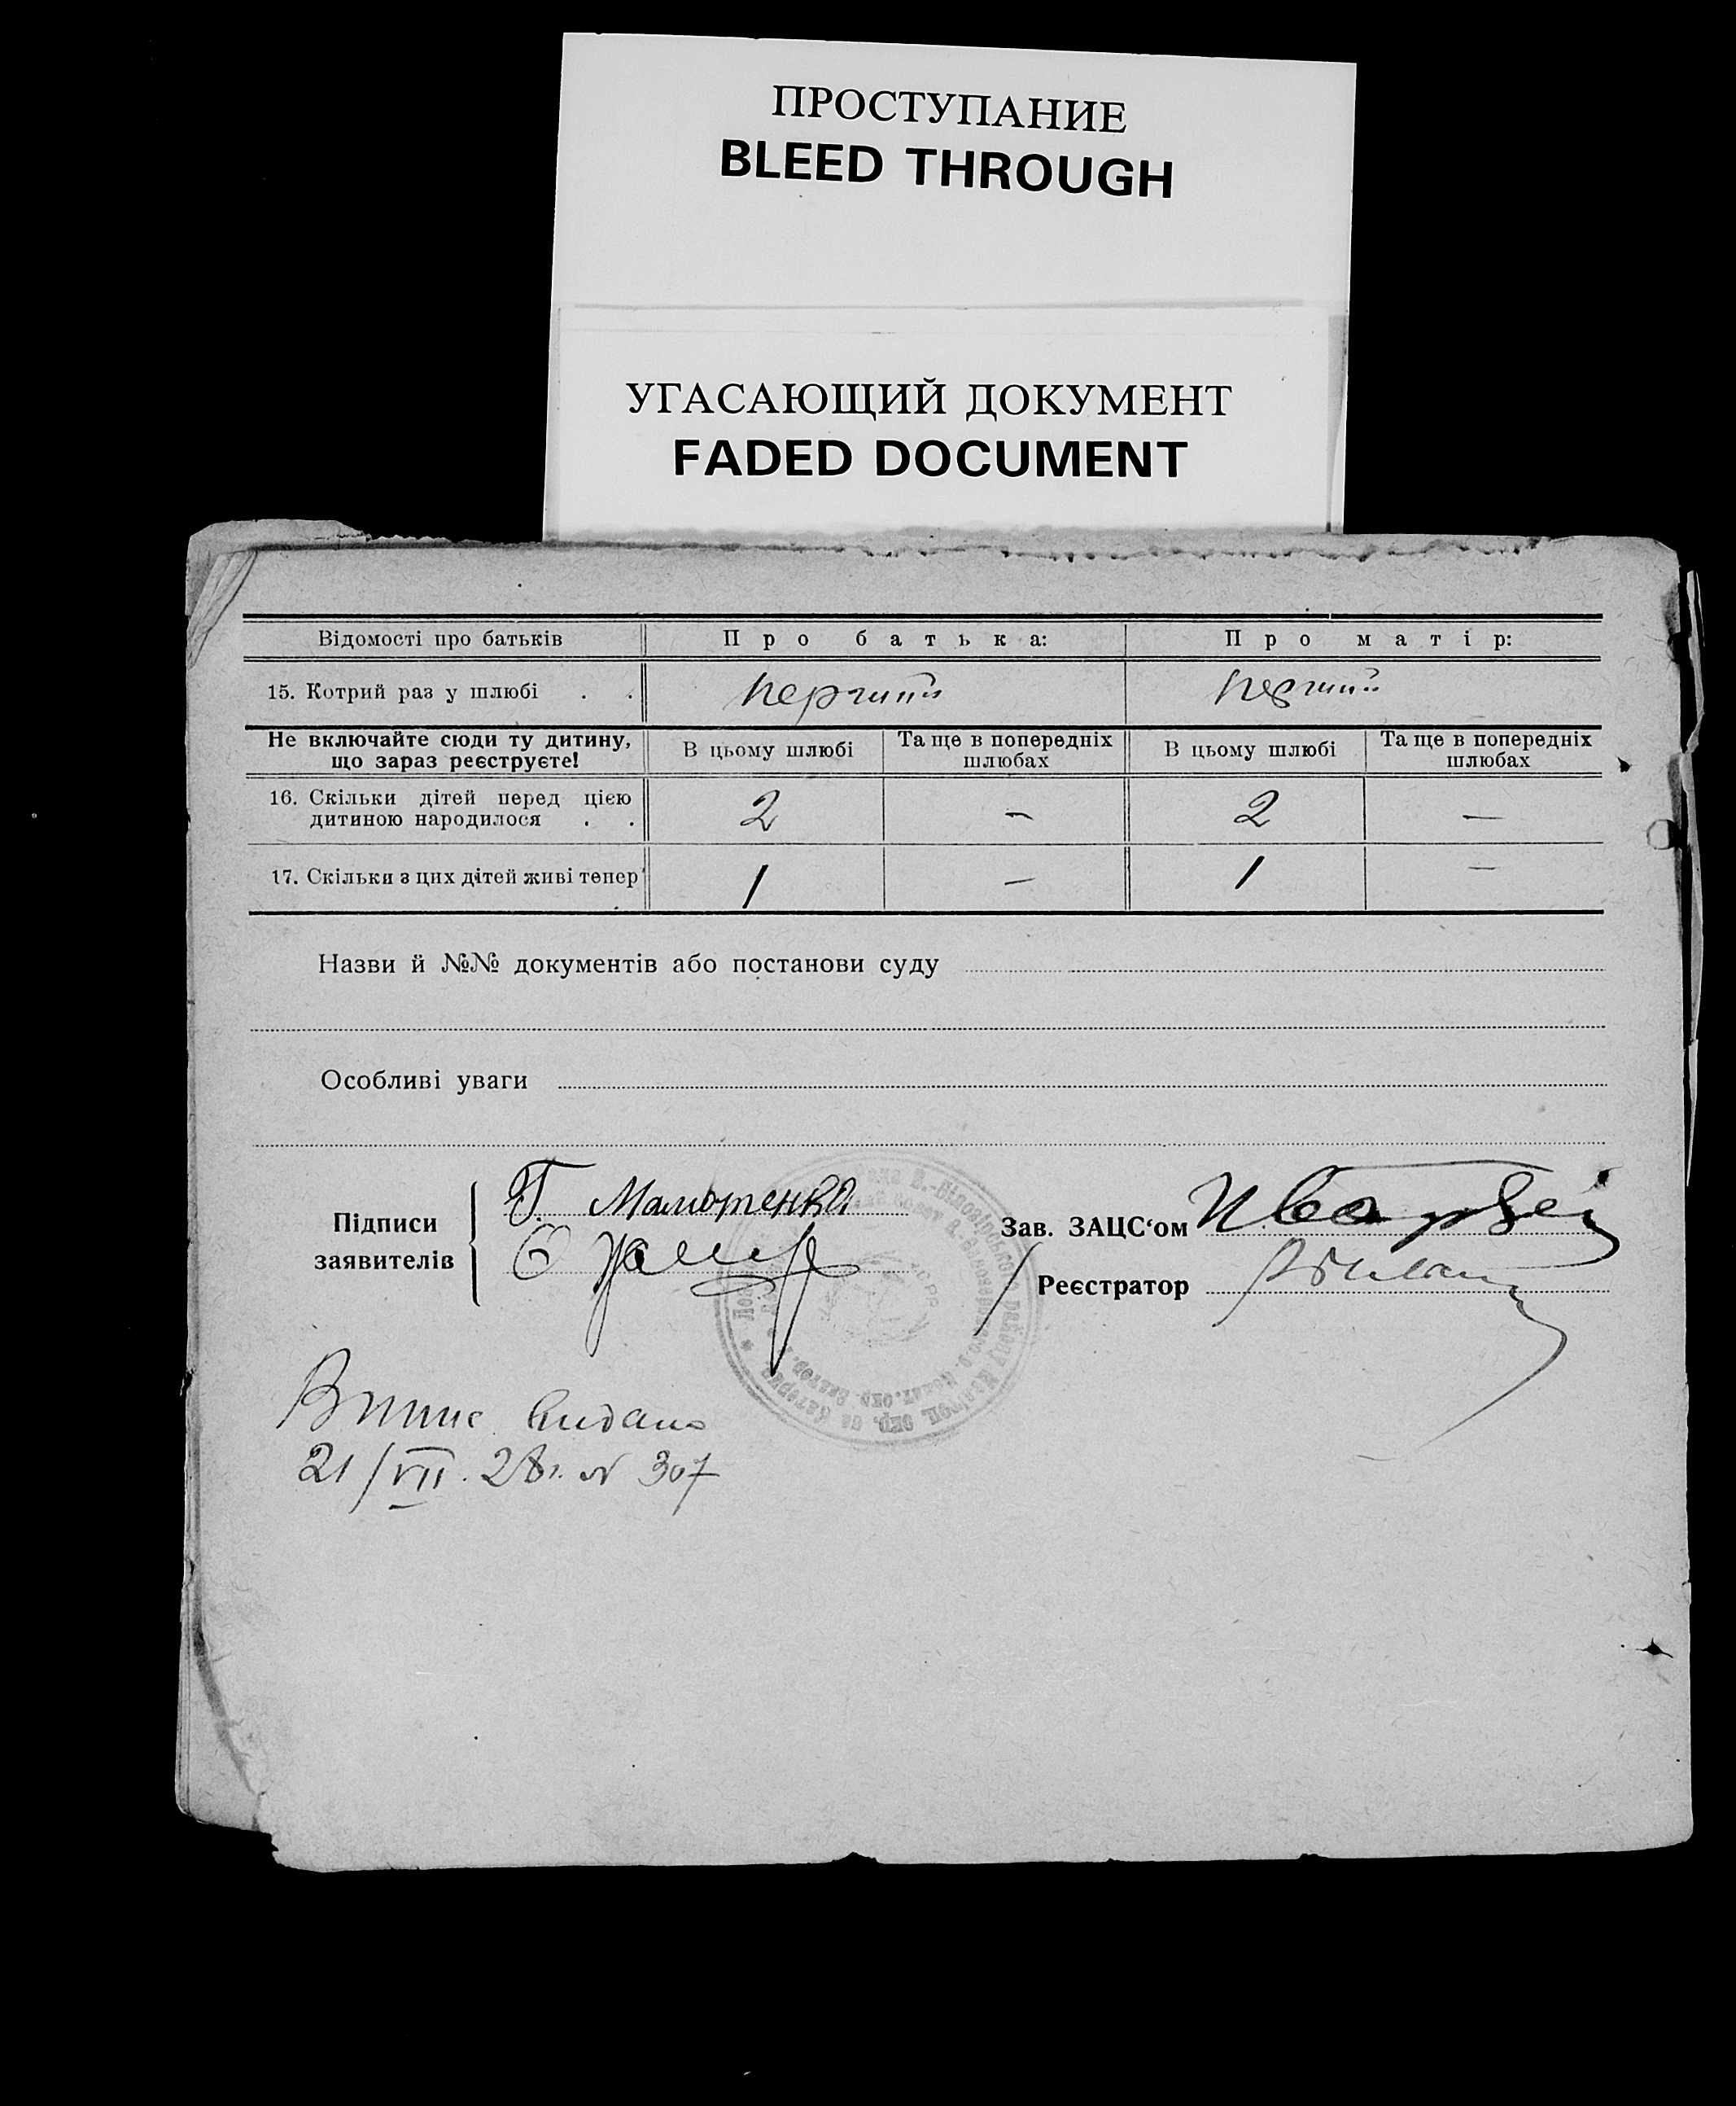 ПРОСТУПАНИЕ
BLEED THROUGH
УГАСАЮЩИЙ ДОКУМЕНТ
FADED DOCUMENT
Відомості про батьків Про батька: Про матір:
15. Котрий раз у шлюбі . . перший перший
Не включайте сюди ту дитину, що зараз реєструєте! В цьому шлюбі Та ще в попередніх шлюбах В цьому шлюбі Та ще в попередніх шлюбах
16. Скільки дітей перед цією дитиною народилося . . 2 — 2 —
17. Скільки з цих дітей живі тепер 1 — 1 —
Назви й №№ документів або постанови суду
Особливі уваги
Підписи заявителів
Г.
Зав. ЗАЦС‘ом
Реєстратор
Випис видано
21/VII. 28г. № 307